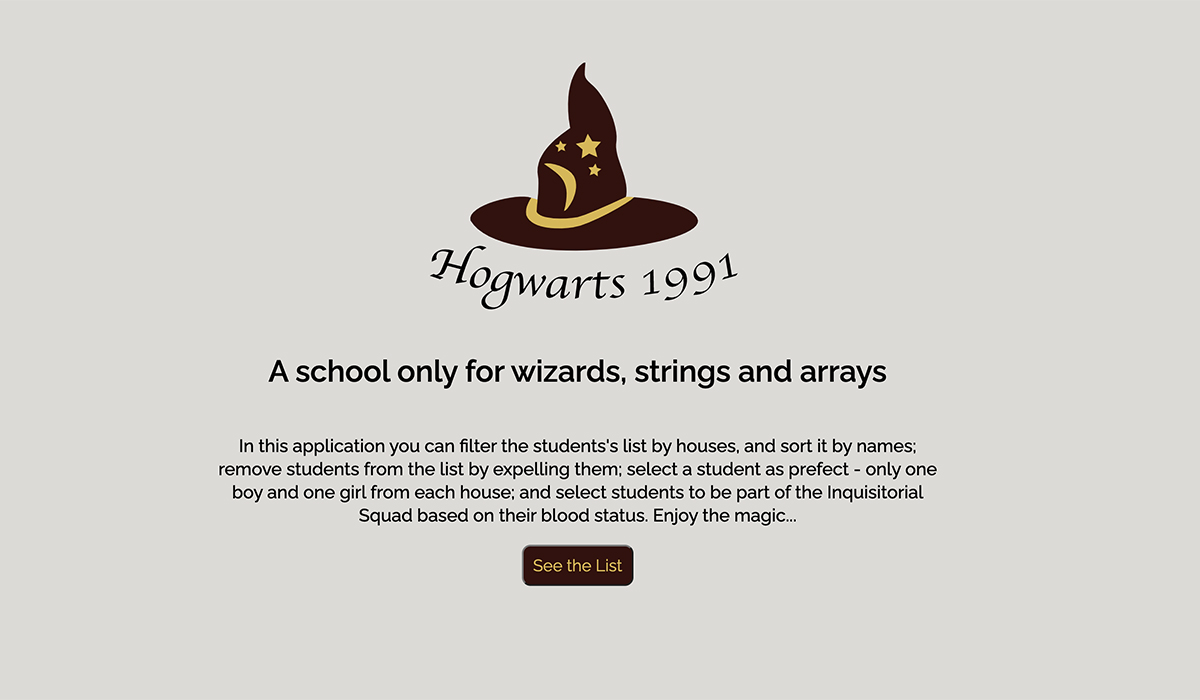 Hogwarts 1991
A school only for wizards, strings and arrays
In this application you can filter the students's list by houses, and sort it by names;
remove students from the list by expelling them; select a student as prefect - only one
boy and one girl from each house; and select students to be part of the Inquisitorial
Squad based on their blood status. Enjoy the magic...
See the List